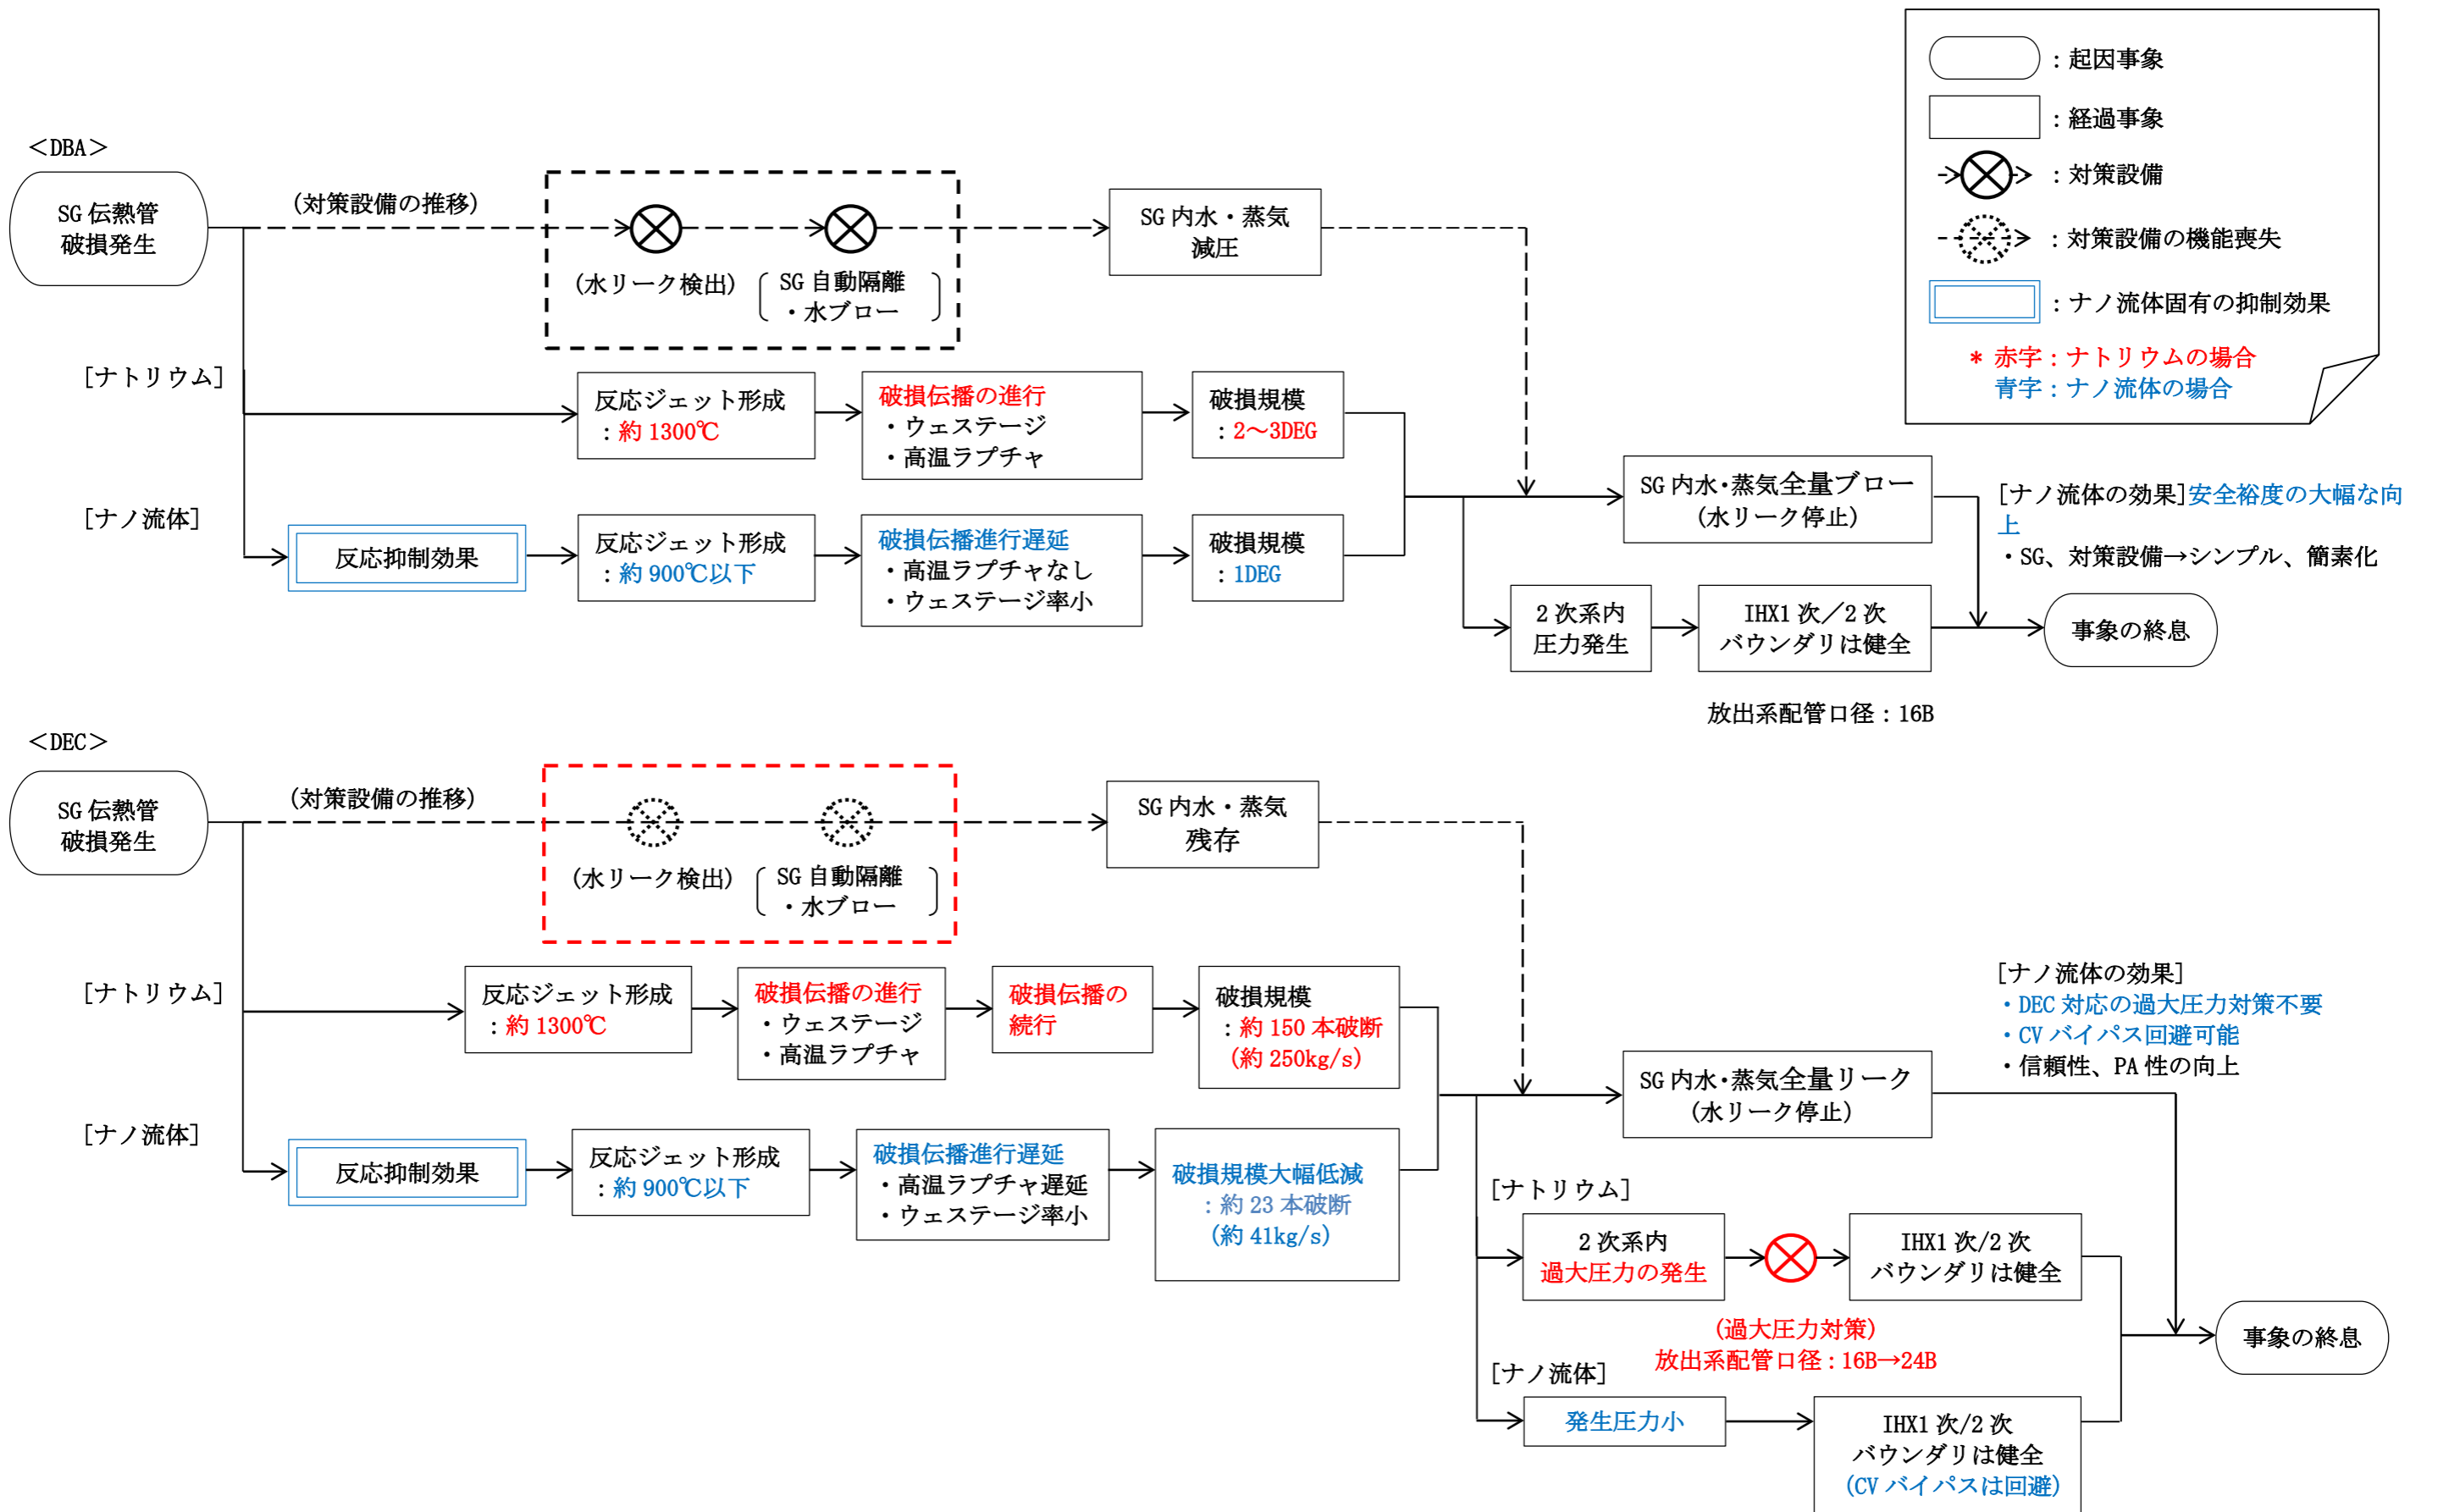 ：起因事象
：経過事象
：対策設備
：対策設備の機能喪失
：ナノ流体固有の抑制効果
* 赤字：ナトリウムの場合
青字：ナノ流体の場合
＜DBA＞
SG 伝熱管
破損発生
(対策設備の推移)
(水リーク検出)
SG 自動隔離
・水ブロー
SG 内水・蒸気
減圧
[ナトリウム]
反応ジェット形成
：約 1300℃
破損伝播の進行
・ウェステージ
・高温ラプチャ
破損規模
：2～3DEG
[ナノ流体]
反応抑制効果
反応ジェット形成
：約 900℃以下
破損伝播進行遅延
・高温ラプチャなし
・ウェステージ率小
破損規模
：1DEG
SG 内水・蒸気全量ブロー
(水リーク停止)
[ナノ流体の効果]安全裕度の大幅な向
上
・SG、対策設備→シンプル、簡素化
2 次系内
圧力発生
IHX1 次／2 次
バウンダリは健全
事象の終息
放出系配管口径：16B
＜DEC＞
SG 伝熱管
破損発生
(対策設備の推移)
(水リーク検出)
SG 自動隔離
・水ブロー
SG 内水・蒸気
残存
[ナトリウム]
反応ジェット形成
：約 1300℃
破損伝播の進行
・ウェステージ
・高温ラプチャ
破損伝播の
続行
破損規模
：約 150 本破断
(約 250kg/s)
[ナノ流体]
反応抑制効果
反応ジェット形成
：約 900℃以下
破損伝播進行遅延
・高温ラプチャ遅延
・ウェステージ率小
破損規模大幅低減
：約 23 本破断
(約 41kg/s)
SG 内水・蒸気全量リーク
(水リーク停止)
[ナノ流体の効果]
・DEC 対応の過大圧力対策不要
・CV バイパス回避可能
・信頼性、PA 性の向上
[ナトリウム]
2 次系内
過大圧力の発生
IHX1 次/2 次
バウンダリは健全
(過大圧力対策)
放出系配管口径：16B→24B
事象の終息
[ナノ流体]
発生圧力小
IHX1 次/2 次
バウンダリは健全
(CV バイパスは回避)